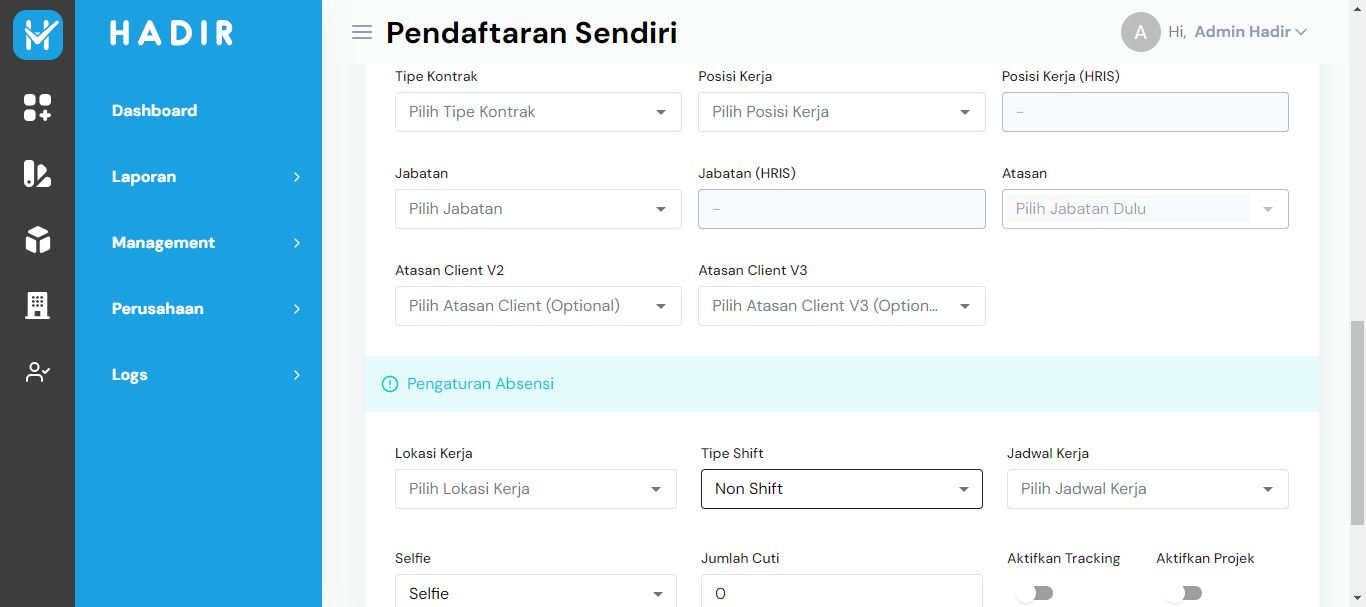 HADIR
Pendaftaran Sendiri
A
Hi, Admin Hadir
Dashboard
Laporan
Management
Perusahaan
Logs
Tipe Kontrak
Posisi Kerja
Posisi Kerja (HRIS)
Pilih Tipe Kontrak
Pilih Posisi Kerja
-
Jabatan
Jabatan (HRIS)
Atasan
Pilih Jabatan
-
Pilih Jabatan Dulu
Atasan Client V2
Atasan Client V3
Pilih Atasan Client (Optional)
Pilih Atasan Client V3 (Option...
Pengaturan Absensi
Lokasi Kerja
Tipe Shift
Jadwal Kerja
Pilih Lokasi Kerja
Non Shift
Pilih Jadwal Kerja
Selfie
Jumlah Cuti
Aktifkan Tracking
Aktifkan Projek
Selfie
0